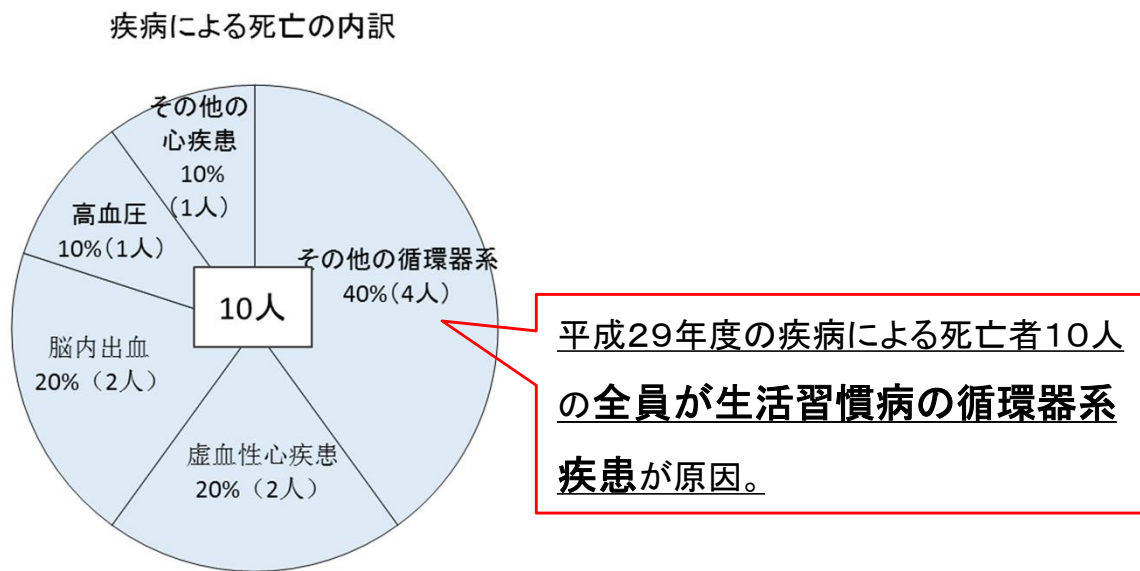 疾病による死亡の内訳
その他の
心疾患
10%
(1人)
高血圧
10%(1人)
その他の循環器系
40%(4人)
10人
脳内出血
20%（2人）
虚血性心疾患
20%（2人）
平成29年度の疾病による死亡者10人
の全員が生活習慣病の循環器系
疾患が原因。